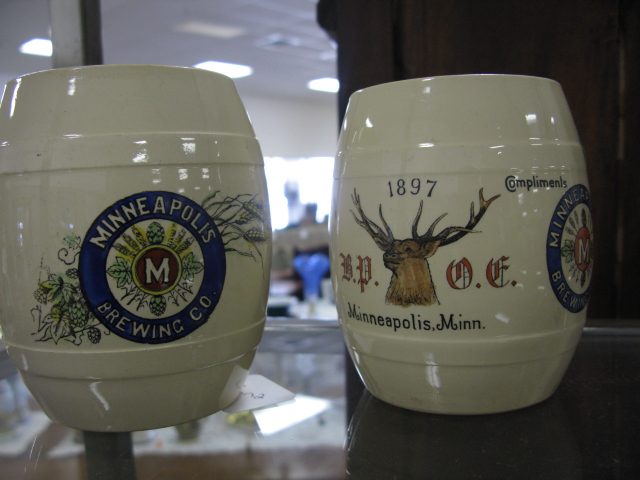 MINNEAPOLIS
M
BREWING CO.
1897
B.P. O.E.
Minneapolis, Minn.
Compliments
M